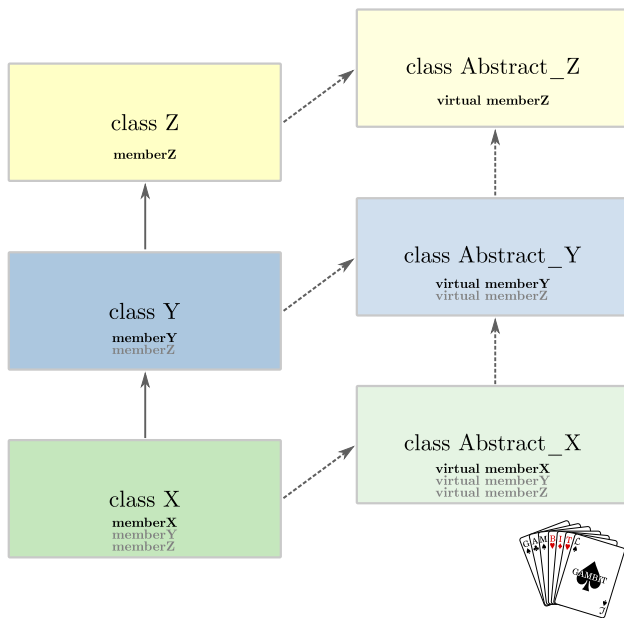 class Abstract_Z
virtual memberZ
class Z
memberZ
class Abstract_Y
virtual memberY
virtual memberZ
class Y
memberY
memberZ
class Abstract_X
virtual memberX
virtual memberY
virtual memberZ
class X
memberX
memberY
memberZ
G A M B I T
GAMBIT